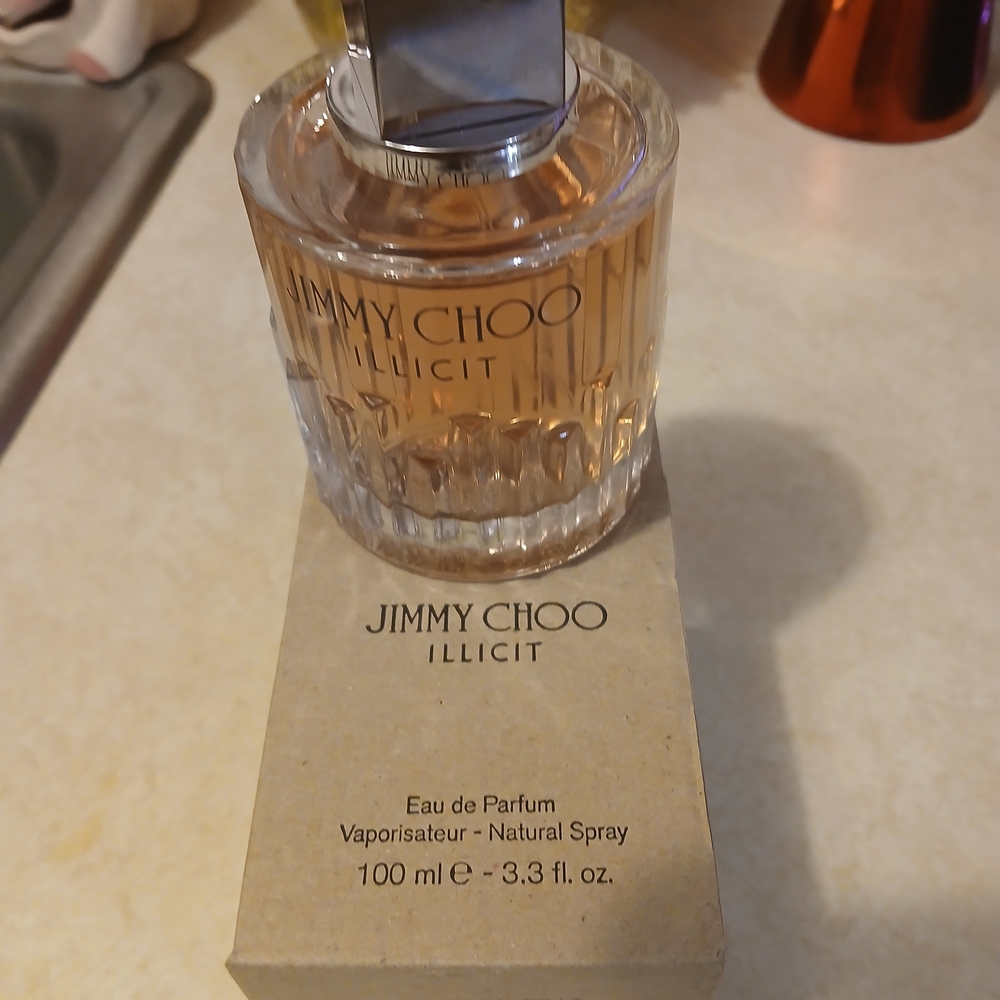 JIMMY CHOO
JIMMY CHOO
ILLICIT
JIMMY CHOO
ILLICIT
Eau de Parfum
Vaporisateur - Natural Spray
100 ml ℮ - 3.3 fl. oz.